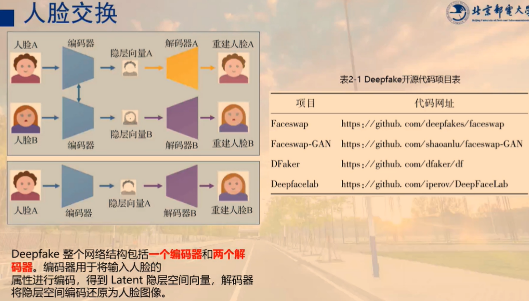 人脸交换
北京邮电大学
人脸A
编码器
隐层向量A
解码器A
重建人脸A
人脸B
编码器
隐层向量B
解码器B
重建人脸B
人脸A
编码器
隐层向量A
解码器B
重建人脸B
表2-1 Deepfake开源代码项目表
项目 代码网址
Faceswap https://github. com/deepfakes/faceswap
Faceswap-GAN https://github. com/shaoanlu/faceswap-GAN
DFaker https://github. com/dfaker/df
Deepfacelab https://github. com/iperov/DeepFaceLab
Deepfake 整个网络结构包括一个编码器和两个解
码器。编码器用于将输入人脸的
属性进行编码，得到 Latent 隐层空间向量，解码器
将隐层空间编码还原为人脸图像。